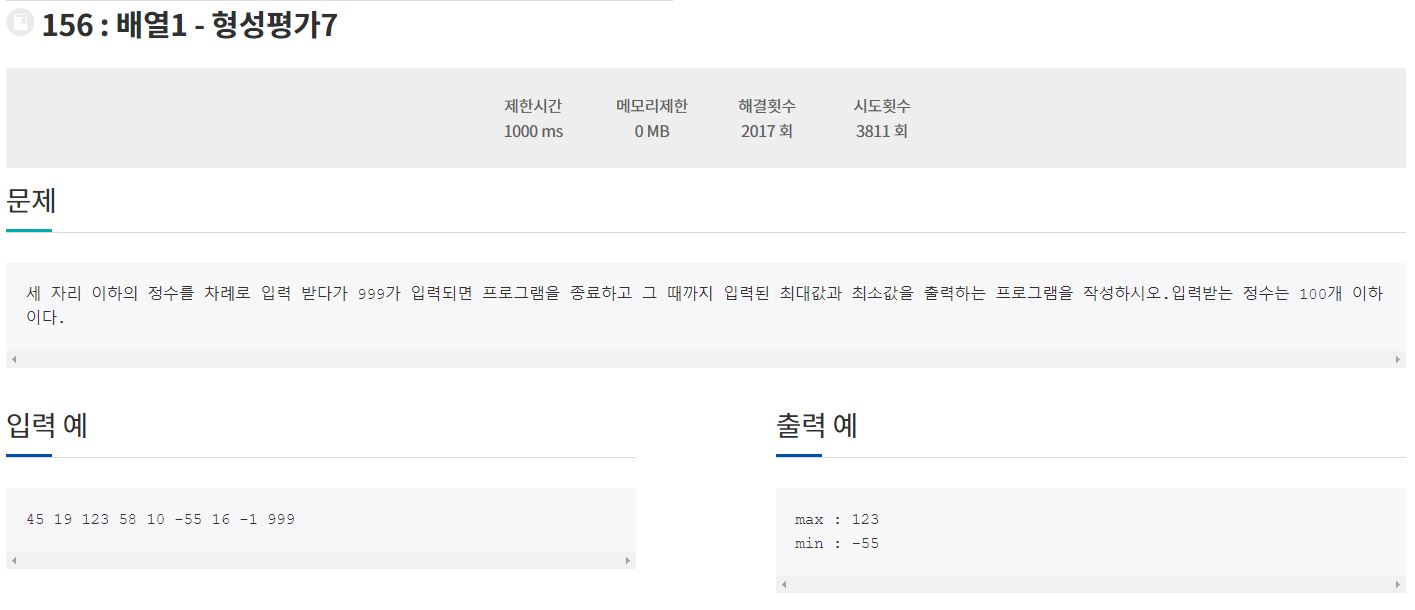 156 : 배열1 - 형성평가7
제한시간 메모리제한 해결횟수 시도횟수
1000 ms 0 MB 2017 회 3811 회
문제
세 자리 이하의 정수를 차례로 입력 받다가 999가 입력되면 프로그램을 종료하고 그 때까지 입력된 최대값과 최소값을 출력하는 프로그램을 작성하시오.입력받는 정수는 100개 이하
이다.
입력 예
45 19 123 58 10 -55 16 -1 999
출력 예
max : 123
min : -55